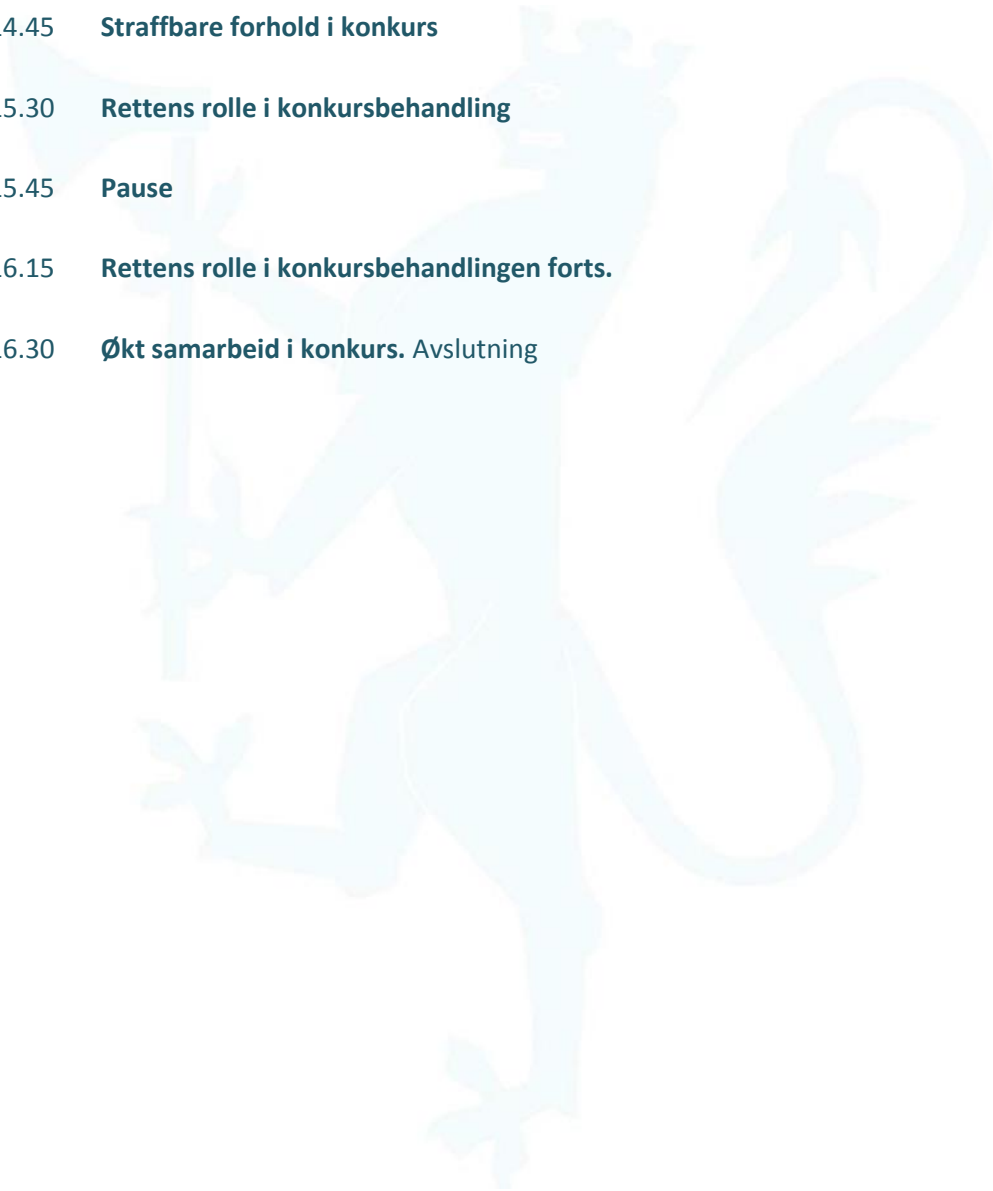 4.45 Straffbare forhold i konkurs
5.30 Rettens rolle i konkursbehandling
5.45 Pause
6.15 Rettens rolle i konkursbehandlingen forts.
6.30 Økt samarbeid i konkurs. Avslutning